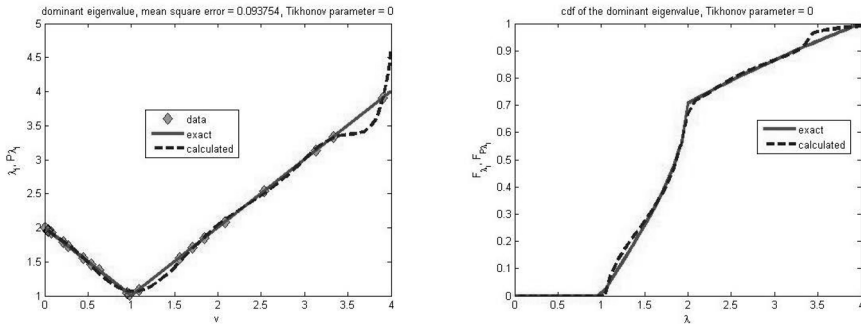 dominant eigenvalue, mean square error = 0.093754, Tikhonov parameter = 0
5
4.5
4
3.5
3
2.5
2
1.5
1
λ₁, Pλ₁
data
exact
calculated
0 0.5 1 1.5 2 2.5 3 3.5 4
v
cdf of the dominant eigenvalue, Tikhonov parameter = 0
1
0.9
0.8
0.7
0.6
0.5
0.4
0.3
0.2
0.1
0
F_λ₁, F_Pλ₁
exact
calculated
0 0.5 1 1.5 2 2.5 3 3.5 4
λ